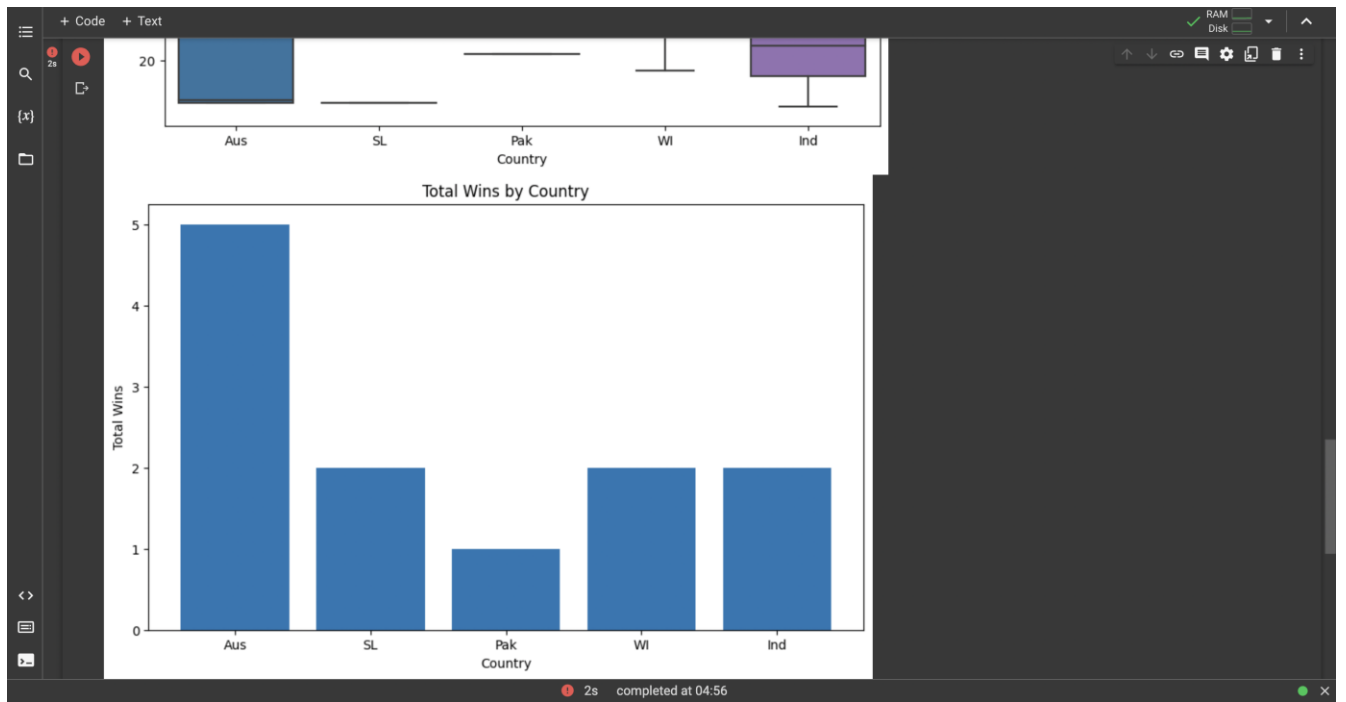 + Code + Text
RAM
Disk
2s
{x}
20
Aus SL Pak WI Ind
Country
Total Wins by Country
5
4
3
2
1
0
Total Wins
Aus SL Pak WI Ind
Country
2s completed at 04:56